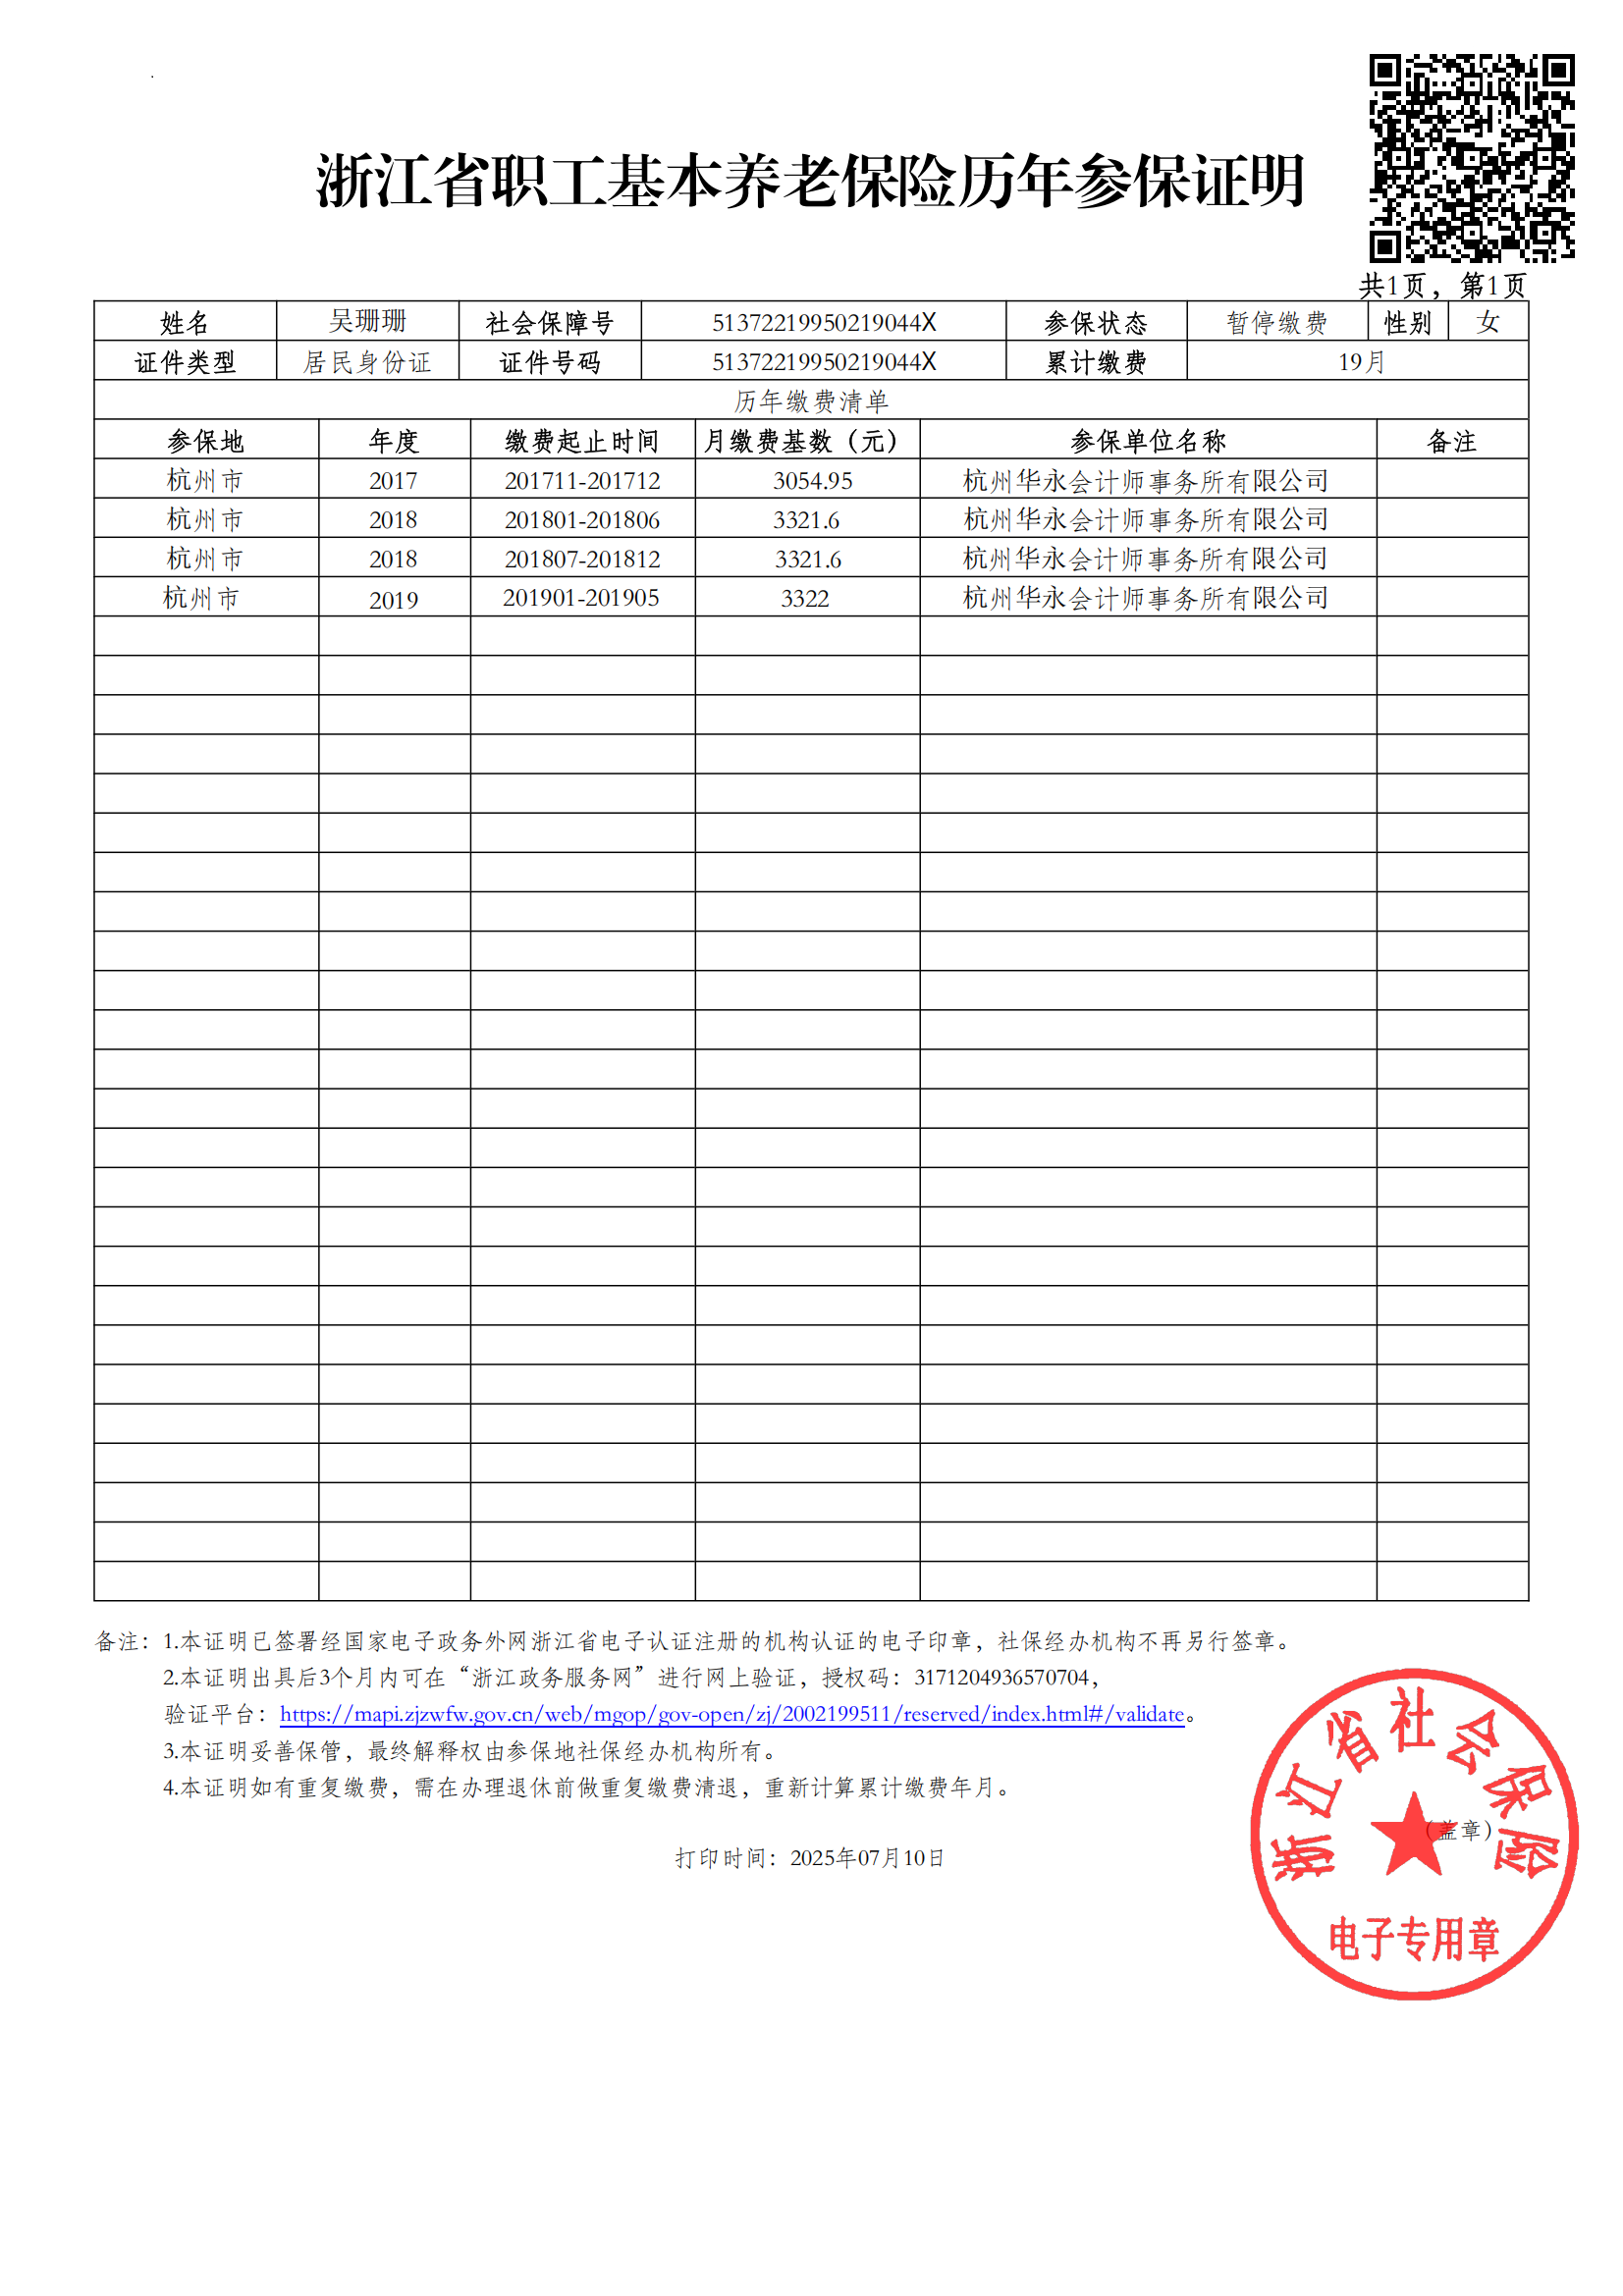 浙江省职工基本养老保险历年参保证明
共1页，第1页
姓名 吴珊珊 社会保障号 51372219950219044X 参保状态 暂停缴费 性别 女
证件类型 居民身份证 证件号码 51372219950219044X 累计缴费 19月
历年缴费清单
参保地 年度 缴费起止时间 月缴费基数（元） 参保单位名称 备注
杭州市 2017 201711-201712 3054.95 杭州华永会计师事务所有限公司
杭州市 2018 201801-201806 3321.6 杭州华永会计师事务所有限公司
杭州市 2018 201807-201812 3321.6 杭州华永会计师事务所有限公司
杭州市 2019 201901-201905 3322 杭州华永会计师事务所有限公司
备注：1.本证明已签署经国家电子政务外网浙江省电子认证注册的机构认证的电子印章，社保经办机构不再另行签章。
2.本证明出具后3个月内可在“浙江政务服务网”进行网上验证，授权码：3171204936570704，
验证平台：https://mapi.zjzwfw.gov.cn/web/mgop/gov-open/zj/2002199511/reserved/index.html#/validate。
3.本证明妥善保管，最终解释权由参保地社保经办机构所有。
4.本证明如有重复缴费，需在办理退休前做重复缴费清退，重新计算累计缴费年月。
（盖章）
打印时间：2025年07月10日
浙江省社会保险
电子专用章